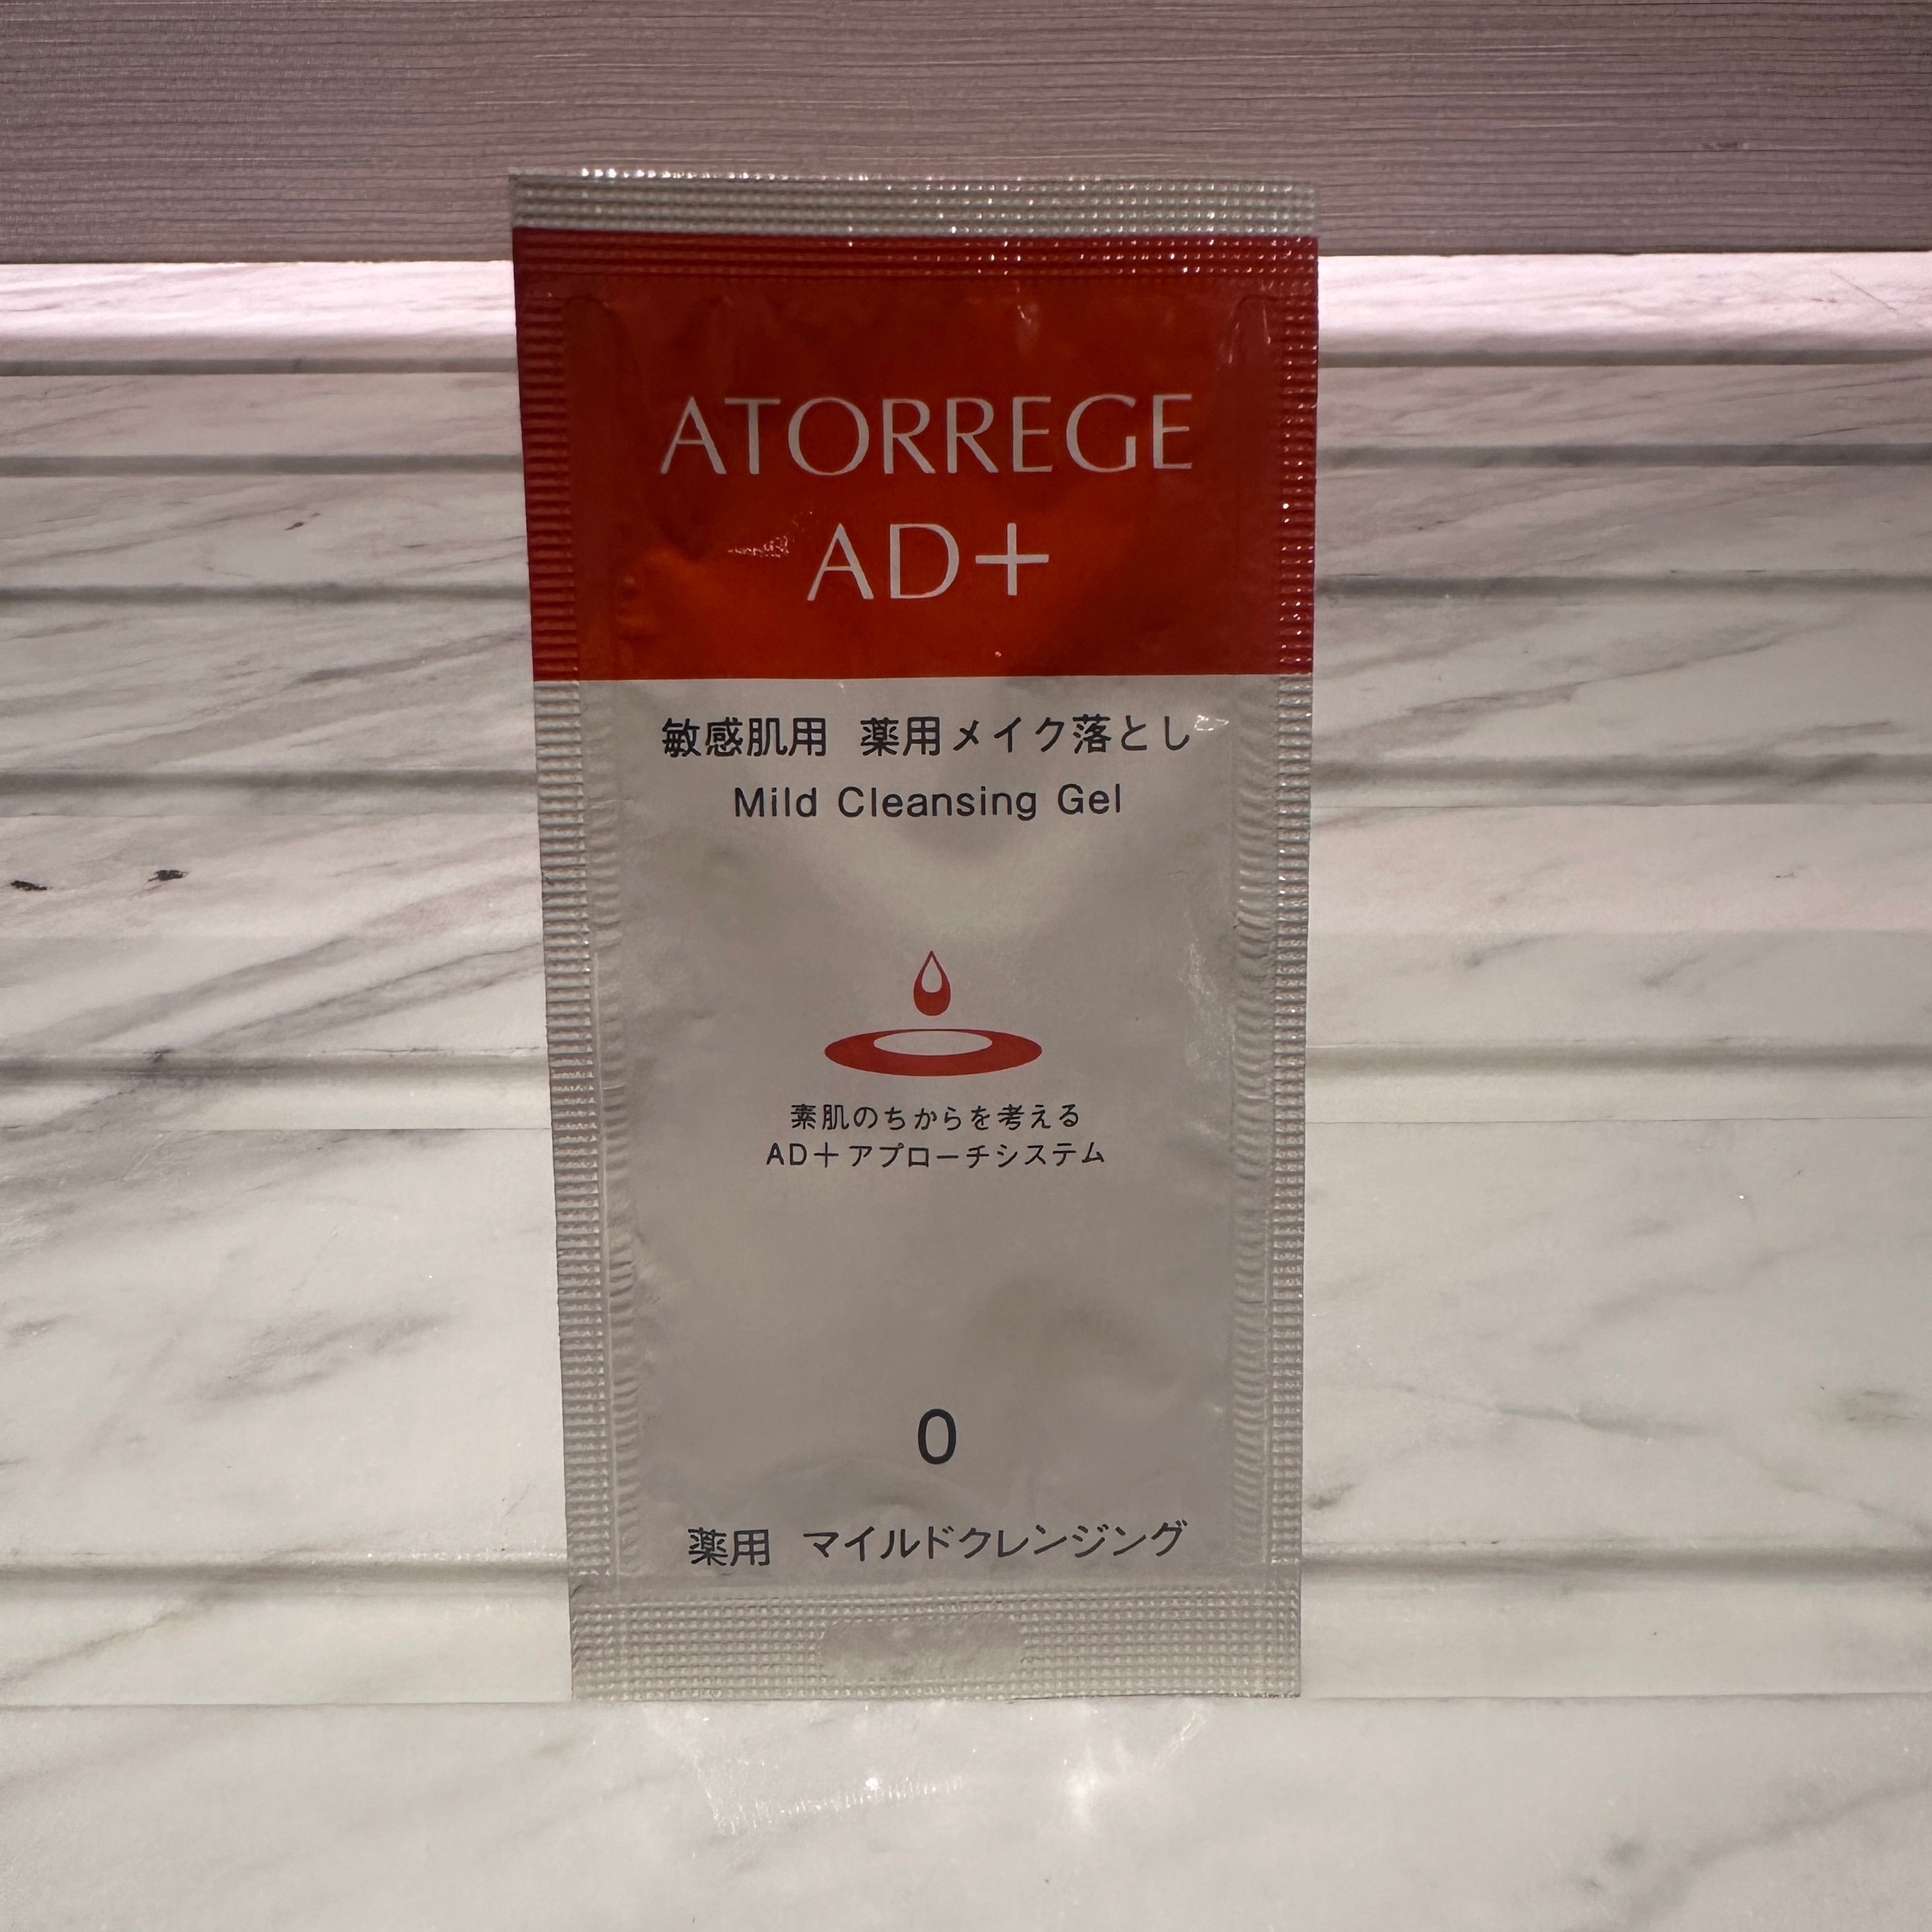 ATORREGE
AD+
敏感肌用 薬用メイク落とし
Mild Cleansing Gel
素肌のちからを考える
AD+アプローチシステム
0
薬用 マイルドクレンジング